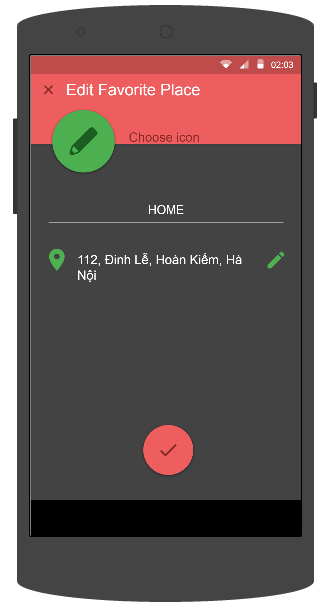 02:03
Edit Favorite Place
Choose icon
HOME
112, Đinh Lễ, Hoàn Kiếm, Hà
Nội